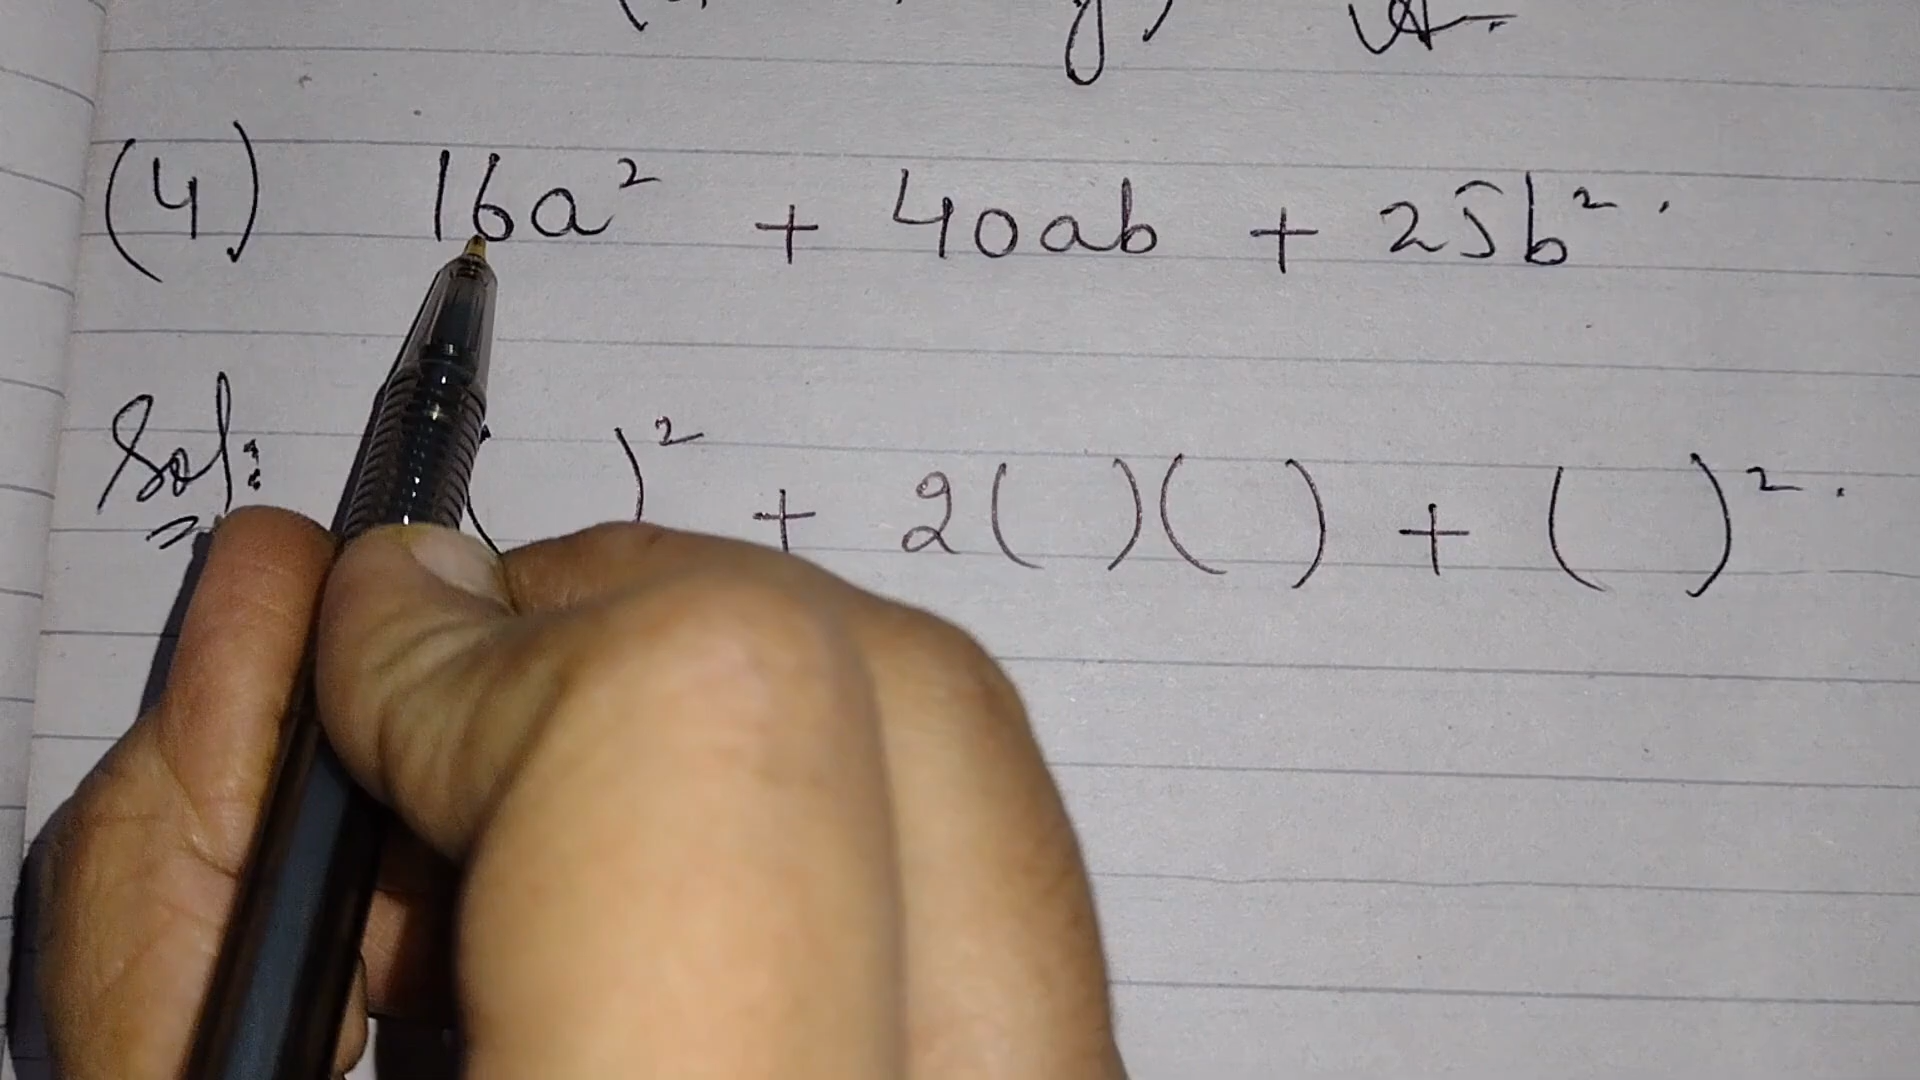 (4) 16a² + 40ab + 25b².
Sol: ( )² + 2( )( ) + ( )².